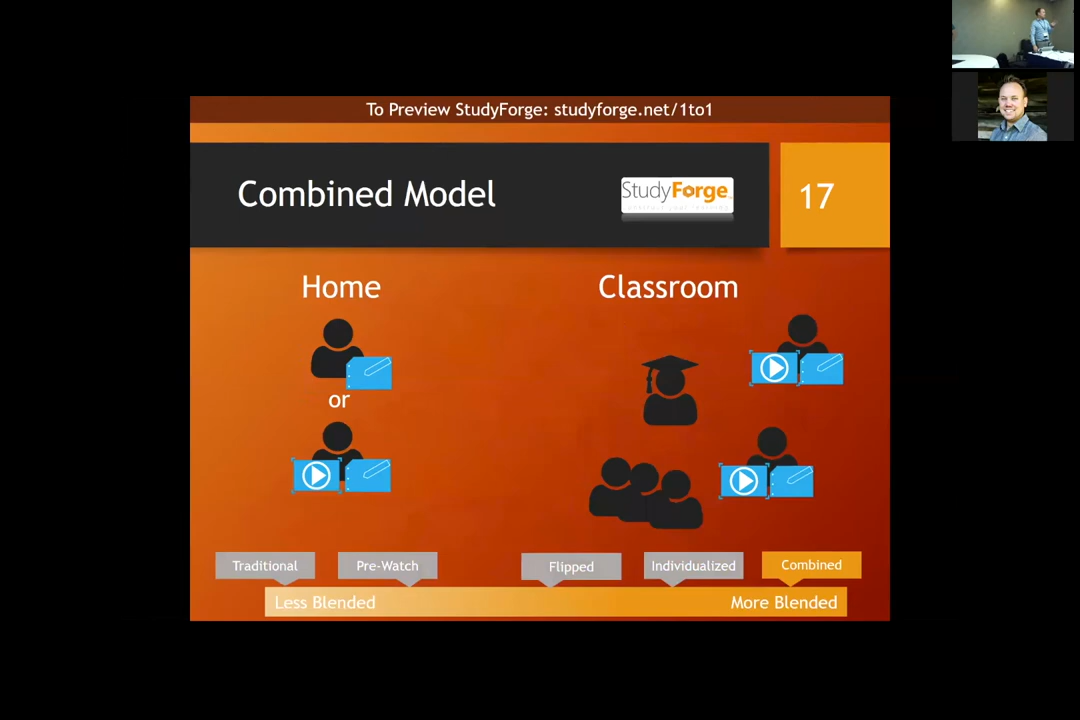 To Preview StudyForge: studyforge.net/1to1
Combined Model
StudyForge
17
Home
Classroom
or
Traditional
Pre-Watch
Flipped
Individualized
Combined
Less Blended
More Blended